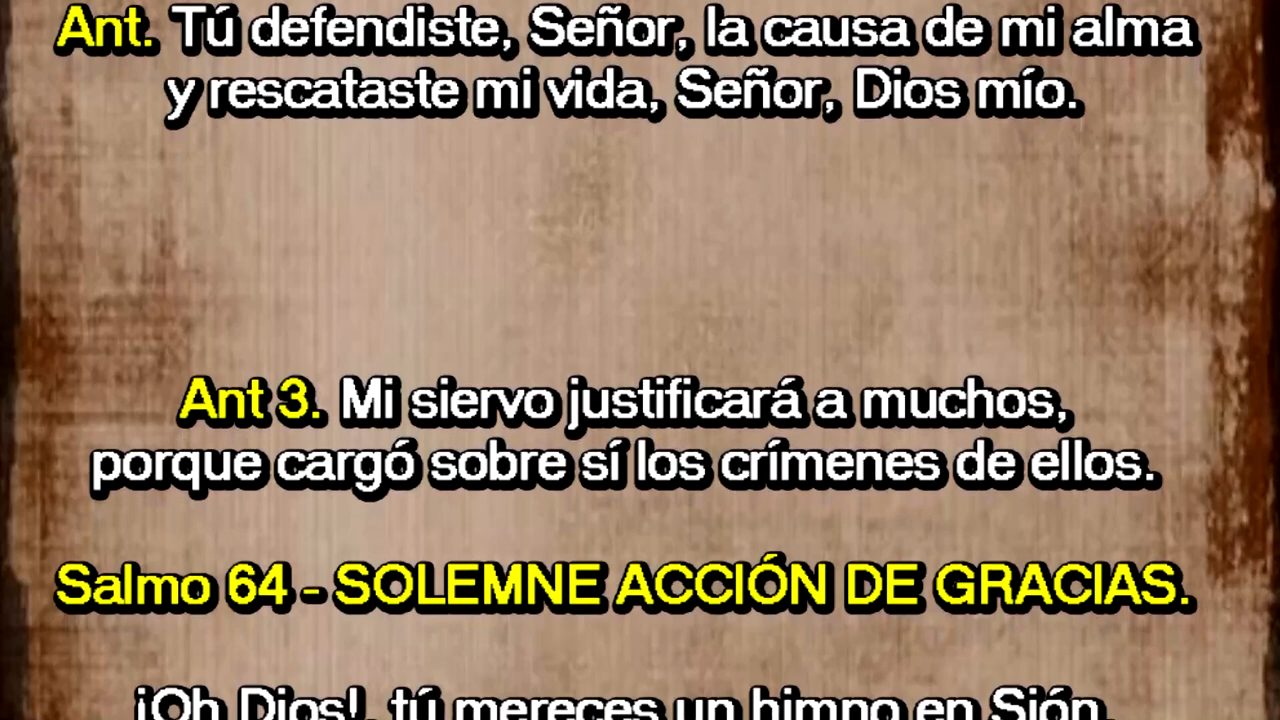 Ant. Tú defendiste, Señor, la causa de mi alma
y rescataste mi vida, Señor, Dios mío.
Ant 3. Mi siervo justificará a muchos,
porque cargó sobre sí los crímenes de ellos.
Salmo 64 - SOLEMNE ACCIÓN DE GRACIAS.
¡Oh Dios!, tú mereces un himno en Sión,